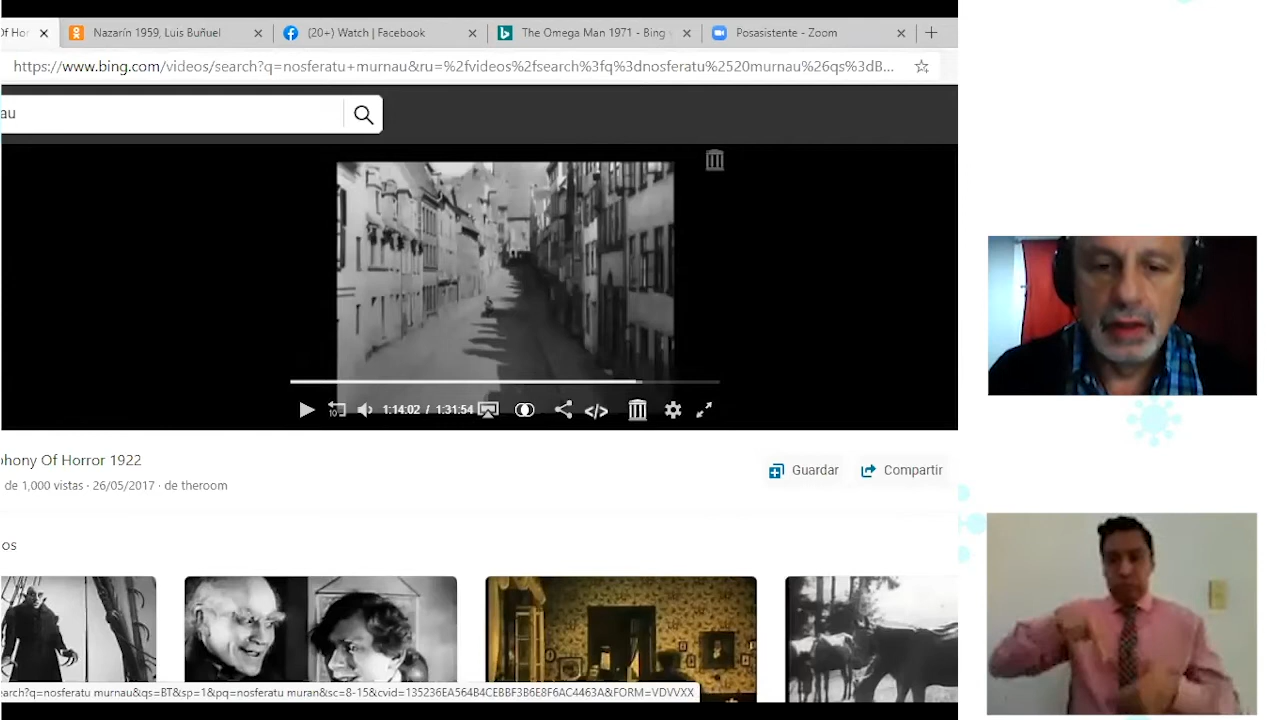 Of Hor
Nazarín 1959, Luis Buñuel
(20+) Watch | Facebook
The Omega Man 1971 - Bing
Posasistente - Zoom
https://www.bing.com/videos/search?q=nosferatu+murnau&ru=%2fvideos%2fsearch%3fq%3dnosferatu%2520murnau%26qs%3dB...
au
10
1:14:02 / 1:31:54
phony Of Horror 1922
Guardar
Compartir
de 1,000 vistas · 26/05/2017 · de theroom
os
earch?q=nosferatu murnau&qs=BT&sp=1&pq=nosferatu muran&sc=8-15&cvid=135236EA564B4CEBBF3B6E8F6AC4463A&FORM=VDVVXX